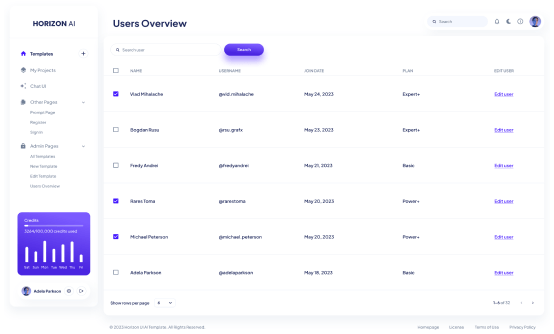 HORIZON AI
Templates
+
My Projects
Chat UI
Other Pages
Prompt Page
Register
Sign In
Admin Pages
All Templates
New Template
Edit Template
Users Overview
Credits
3264/100,000 credits used
Sat Sun Mon Tue Wed Thu Fri
Adela Parkson
Users Overview
Search
Search user
Search
NAME USERNAME JOIN DATE PLAN EDIT USER
Vlad Mihalache @vld.mihalache May 24, 2023 Expert+ Edit user
Bogdan Rusu @rsu.grafx May 23, 2023 Expert+ Edit user
Fredy Andrei @fredyandrei May 21, 2023 Basic Edit user
Rares Toma @rarestoma May 20, 2023 Power+ Edit user
Michael Peterson @michael.peterson May 20, 2023 Power+ Edit user
Adela Parkson @adelaparkson May 18, 2023 Basic Edit user
Show rows per page 6
1-6 of 32
© 2023 Horizon UI AI Template. All Rights Reserved.
Homepage License Terms of Use Privacy Policy